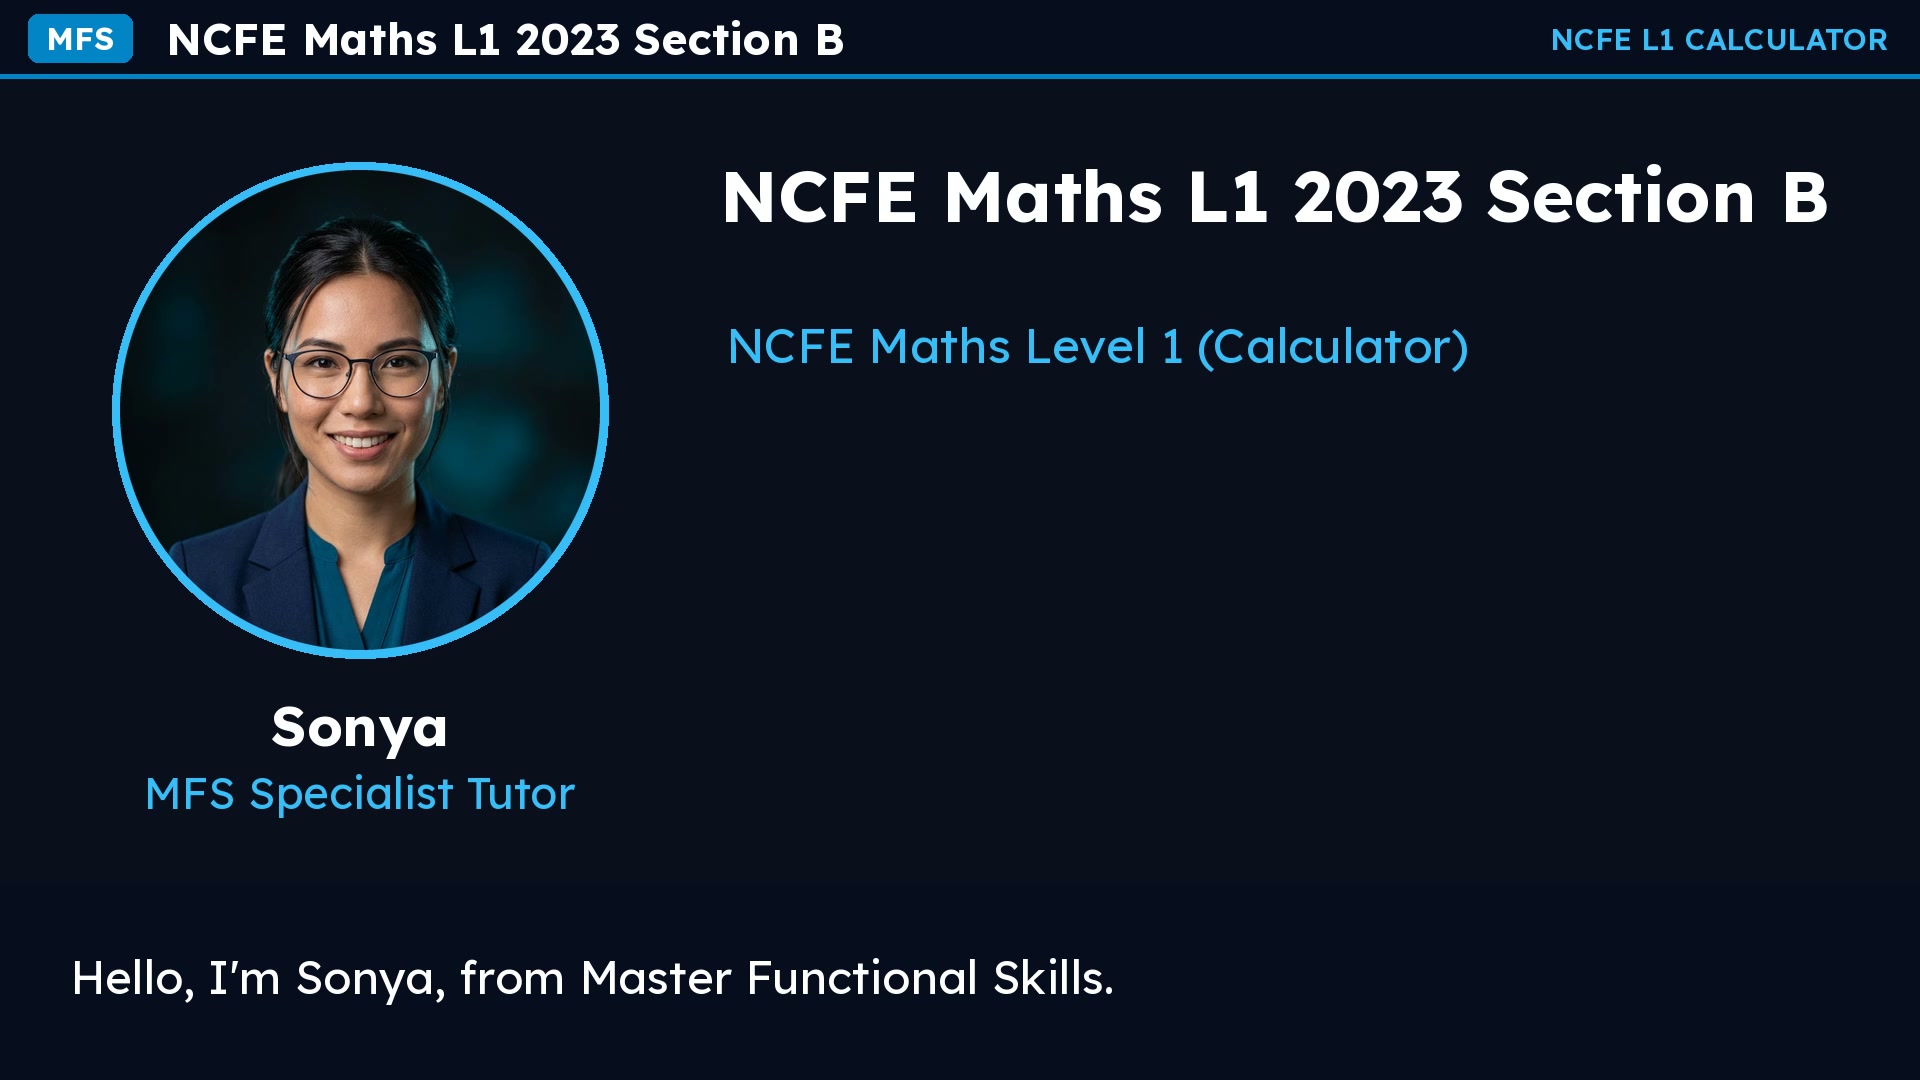 MFS
NCFE Maths L1 2023 Section B
NCFE L1 CALCULATOR
NCFE Maths L1 2023 Section B
NCFE Maths Level 1 (Calculator)
Sonya
MFS Specialist Tutor
Hello, I'm Sonya, from Master Functional Skills.